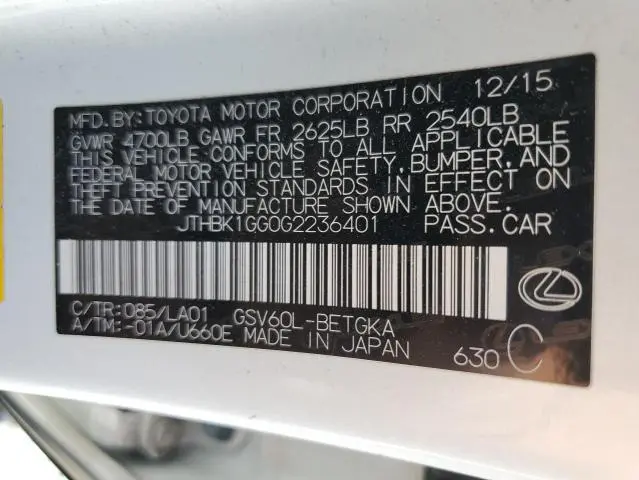 MFD.BY:TOYOTA MOTOR CORPORATION 12/15
GVWR 4700LB GAWR FR 2625LB RR 2540LB
THIS VEHICLE CONFORMS TO ALL APPLICABLE
FEDERAL MOTOR VEHICLE SAFETY,BUMPER,AND
THEFT PREVENTION STANDARDS IN EFFECT ON
THE DATE OF MANUFACTURE SHOWN ABOVE.
JTHBK1GG0G2236401 PASS.CAR
C/TR:085/LA01 GSV60L-BETGKA
A/TM:-01A/U660E MADE IN JAPAN 630 C